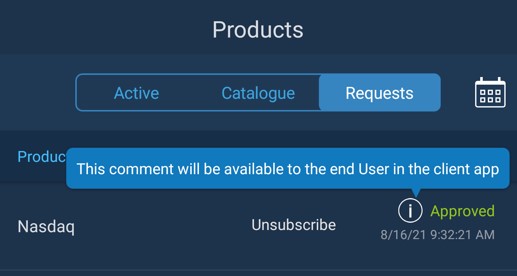 Products
Active Catalogue Requests
Produc
This comment will be available to the end User in the client app
Nasdaq Unsubscribe Approved
8/16/21 9:32:21 AM